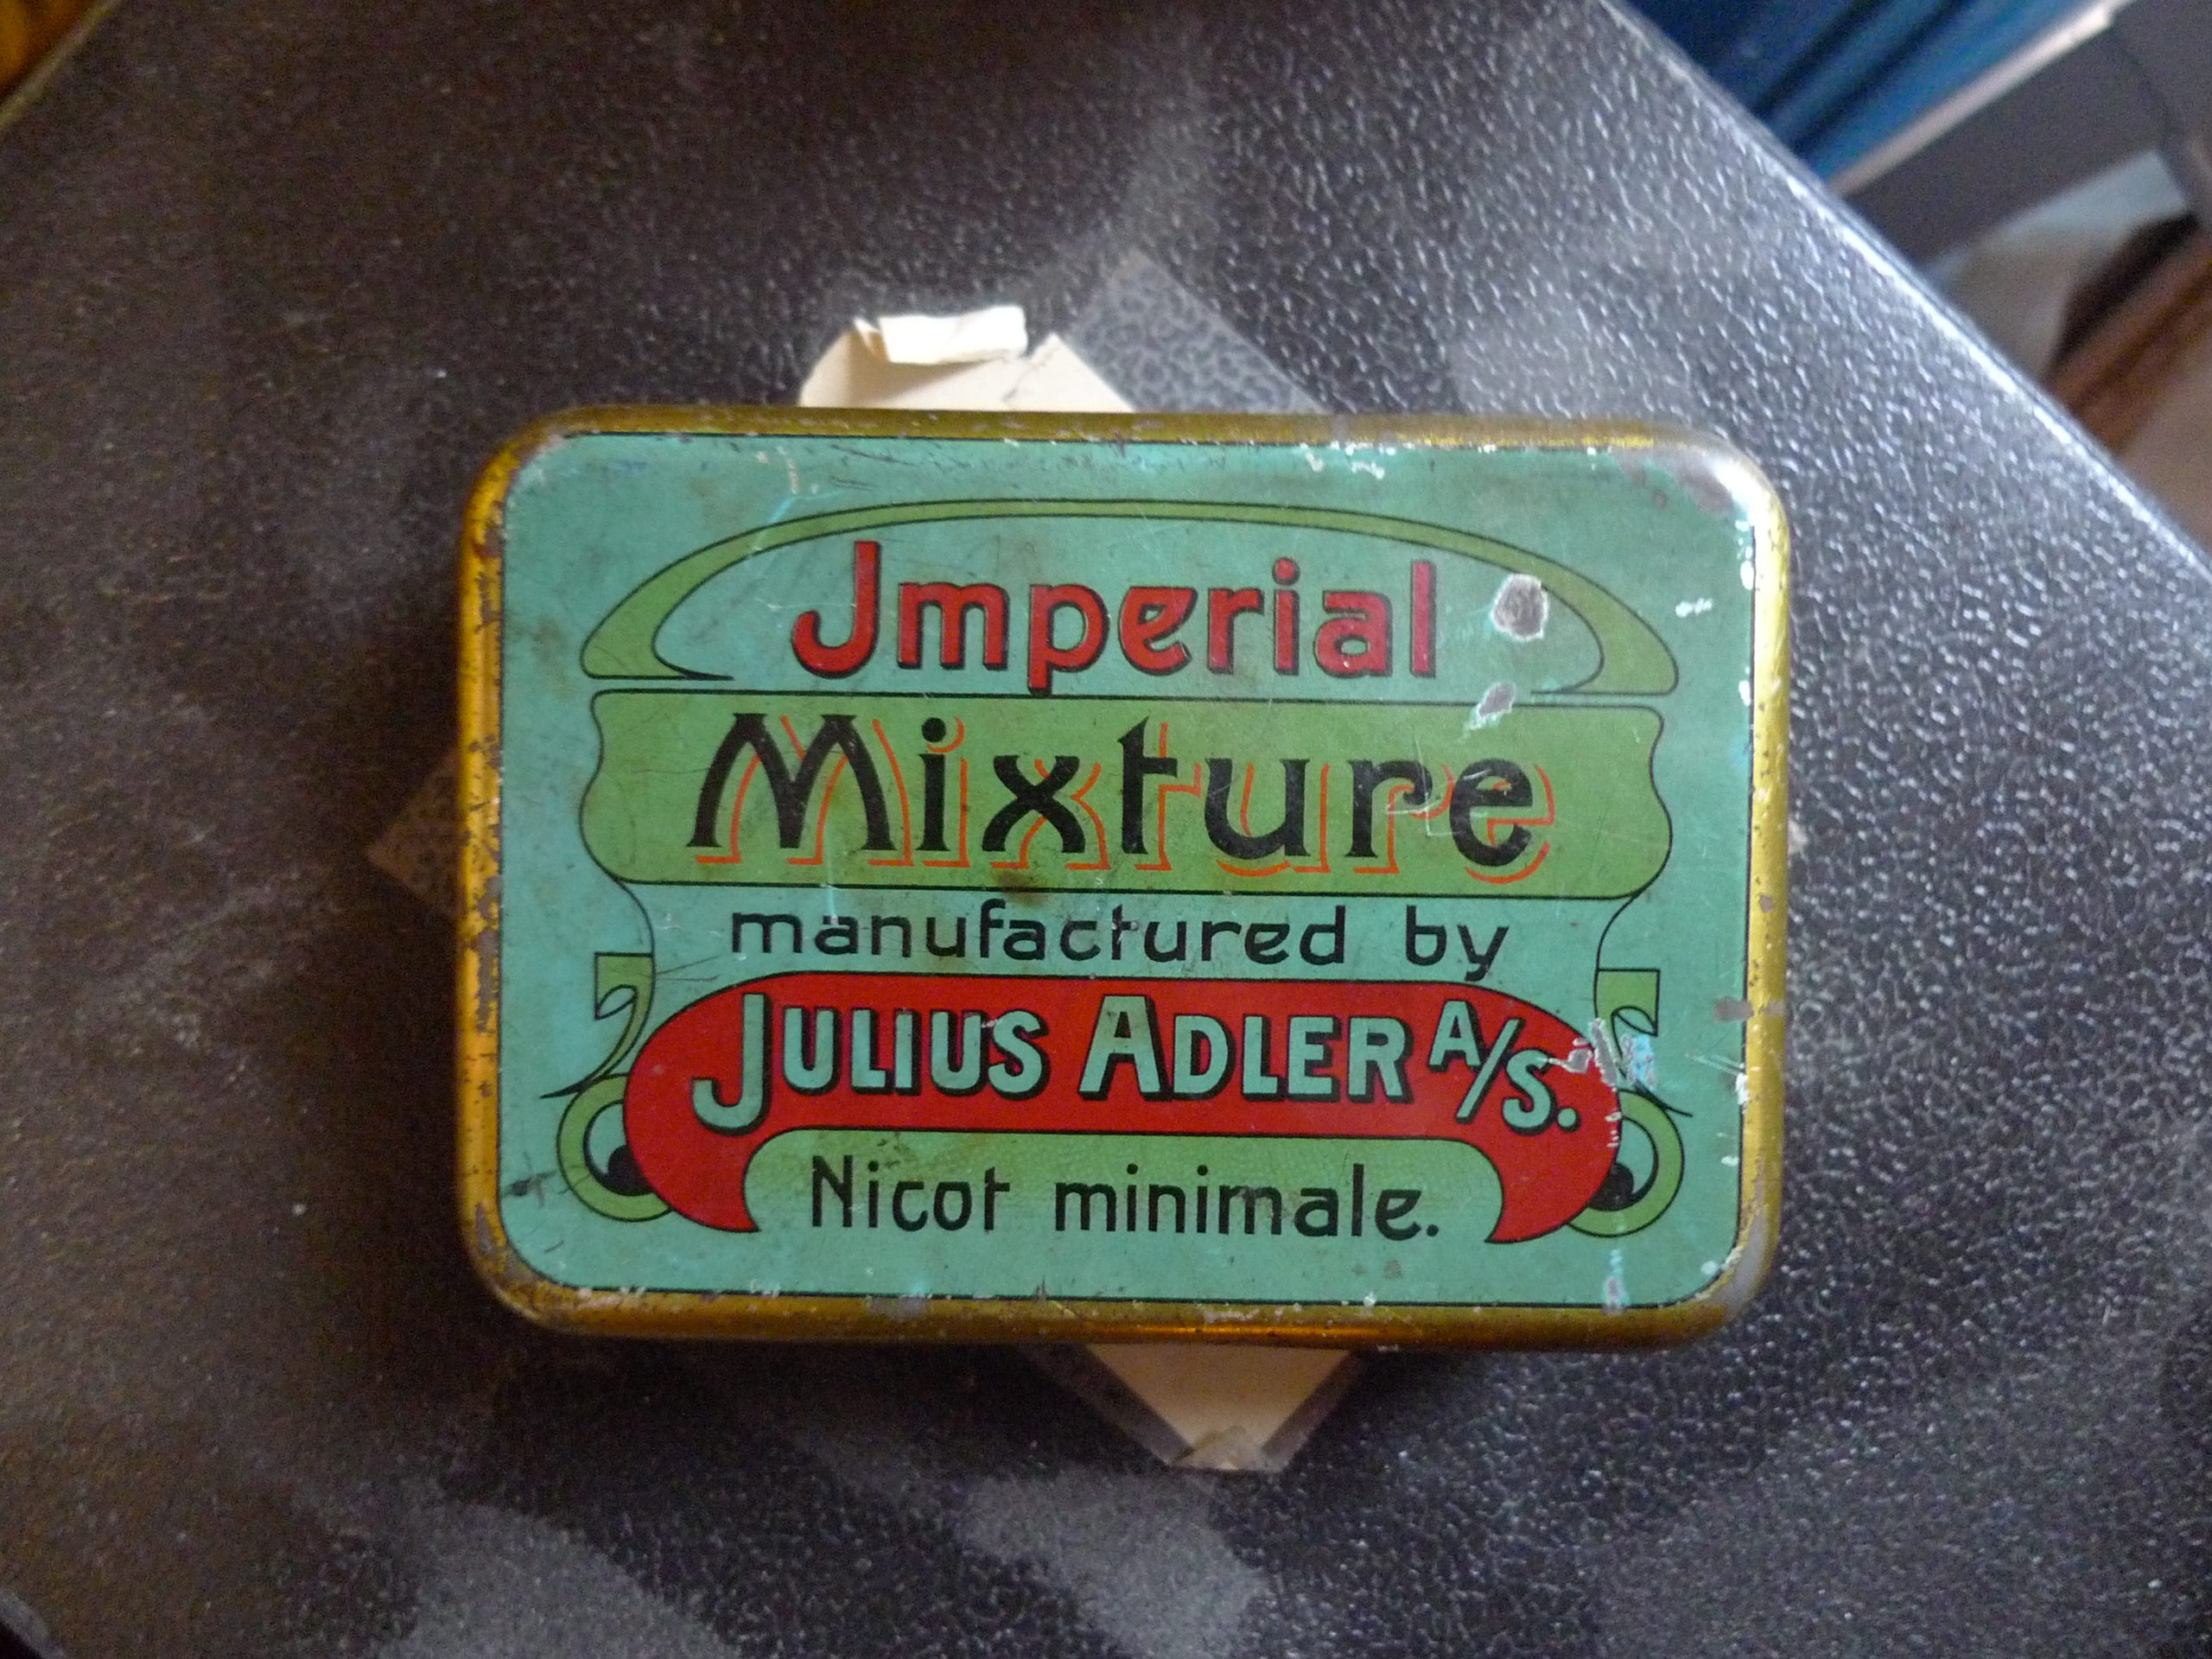 Jmperial
Mixture
manufactured by
JULIUS ADLER A/S.
Nicot minimale.